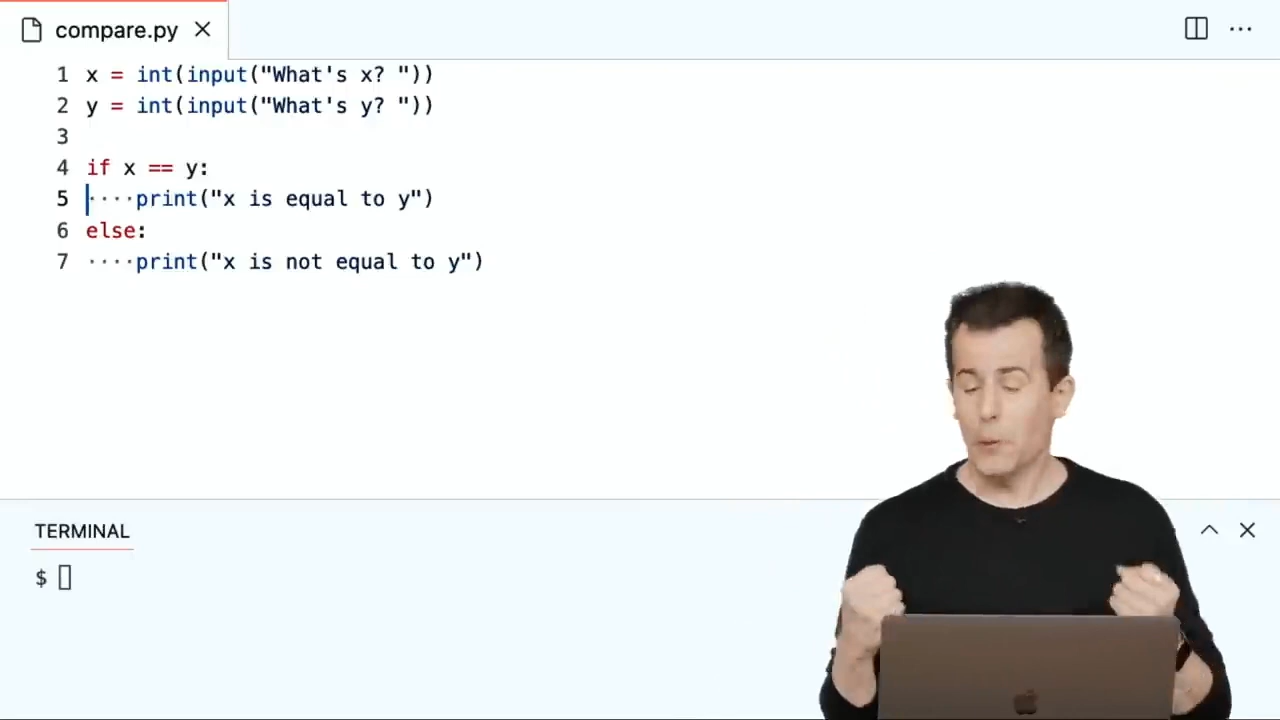 compare.py
1 x = int(input("What's x? "))
2 y = int(input("What's y? "))
3
4 if x == y:
5 ····print("x is equal to y")
6 else:
7 ····print("x is not equal to y")
TERMINAL
$